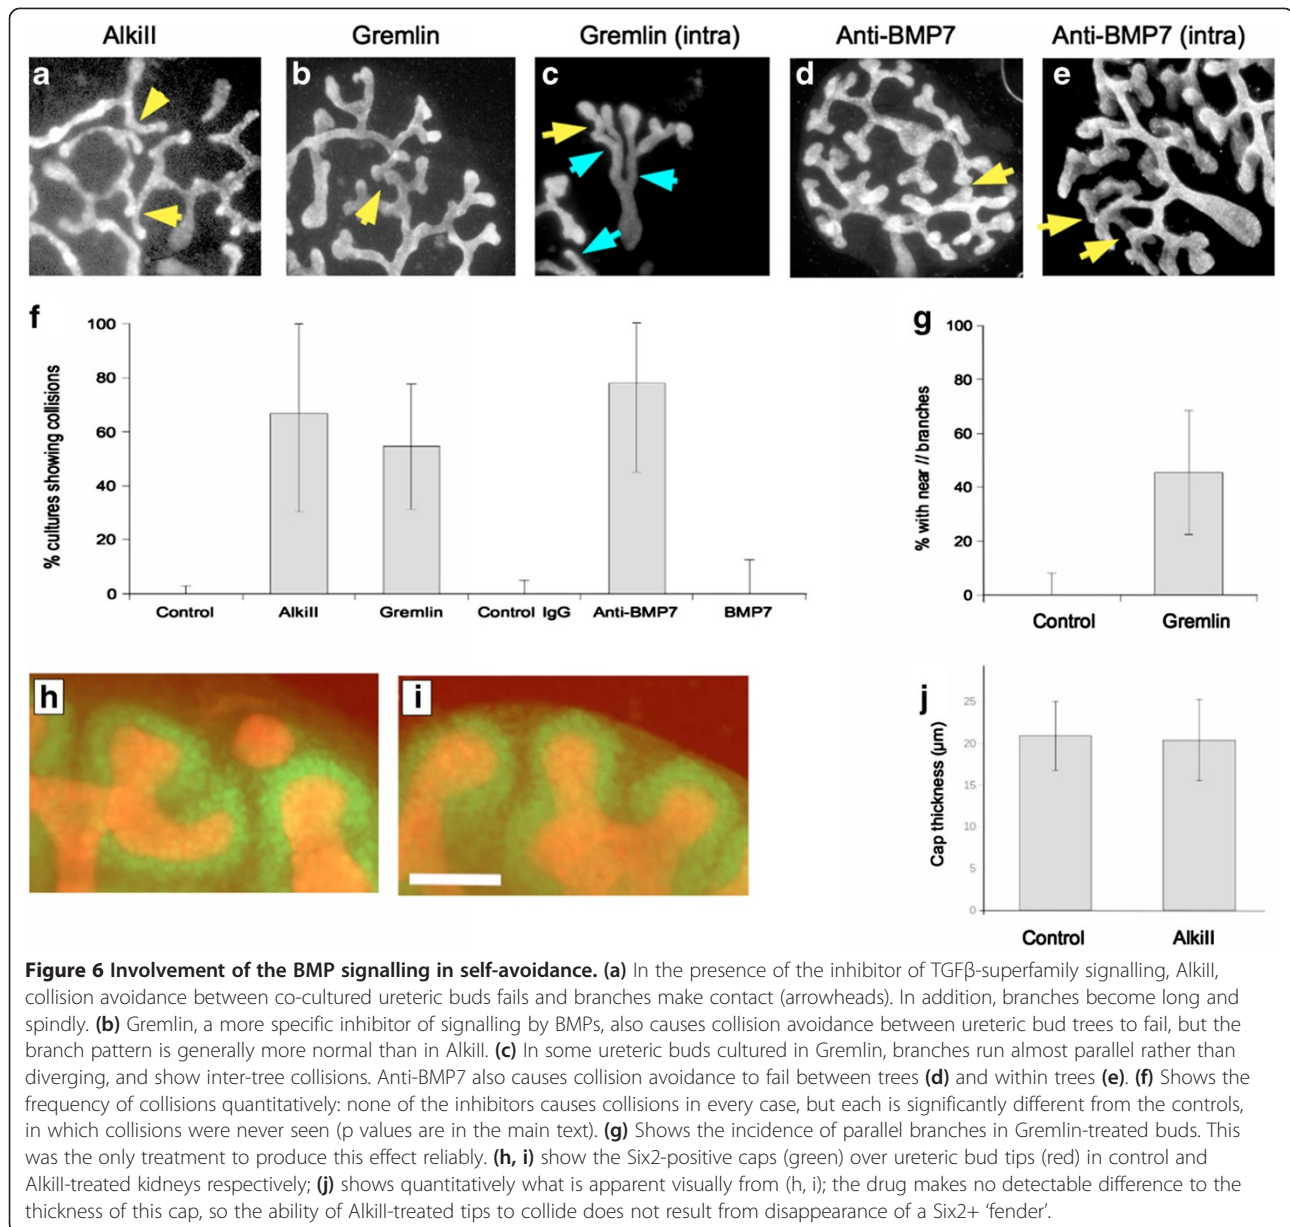 AlkiII
Gremlin
Gremlin (intra)
Anti-BMP7
Anti-BMP7 (intra)
a
b
c
d
e
f
% cultures showing collisions
100
80
60
40
20
0
Control
AlkiII
Gremlin
Control IgG
Anti-BMP7
BMP7
g
% with near // branches
100
80
60
40
20
0
Control
Gremlin
h
i
j
Cap thickness (µm)
25
20
15
10
5
0
Control
AlkiII
Figure 6 Involvement of the BMP signalling in self-avoidance. (a) In the presence of the inhibitor of TGFβ-superfamily signalling, AlkiII,
collision avoidance between co-cultured ureteric buds fails and branches make contact (arrowheads). In addition, branches become long and
spindly. (b) Gremlin, a more specific inhibitor of signalling by BMPs, also causes collision avoidance between ureteric bud trees to fail, but the
branch pattern is generally more normal than in AlkiII. (c) In some ureteric buds cultured in Gremlin, branches run almost parallel rather than
diverging, and show inter-tree collisions. Anti-BMP7 also causes collision avoidance to fail between trees (d) and within trees (e). (f) Shows the
frequency of collisions quantitatively: none of the inhibitors causes collisions in every case, but each is significantly different from the controls,
in which collisions were never seen (p values are in the main text). (g) Shows the incidence of parallel branches in Gremlin-treated buds. This
was the only treatment to produce this effect reliably. (h, i) show the Six2-positive caps (green) over ureteric bud tips (red) in control and
AlkiII-treated kidneys respectively; (j) shows quantitatively what is apparent visually from (h, i); the drug makes no detectable difference to the
thickness of this cap, so the ability of AlkiII-treated tips to collide does not result from disappearance of a Six2+ 'fender'.